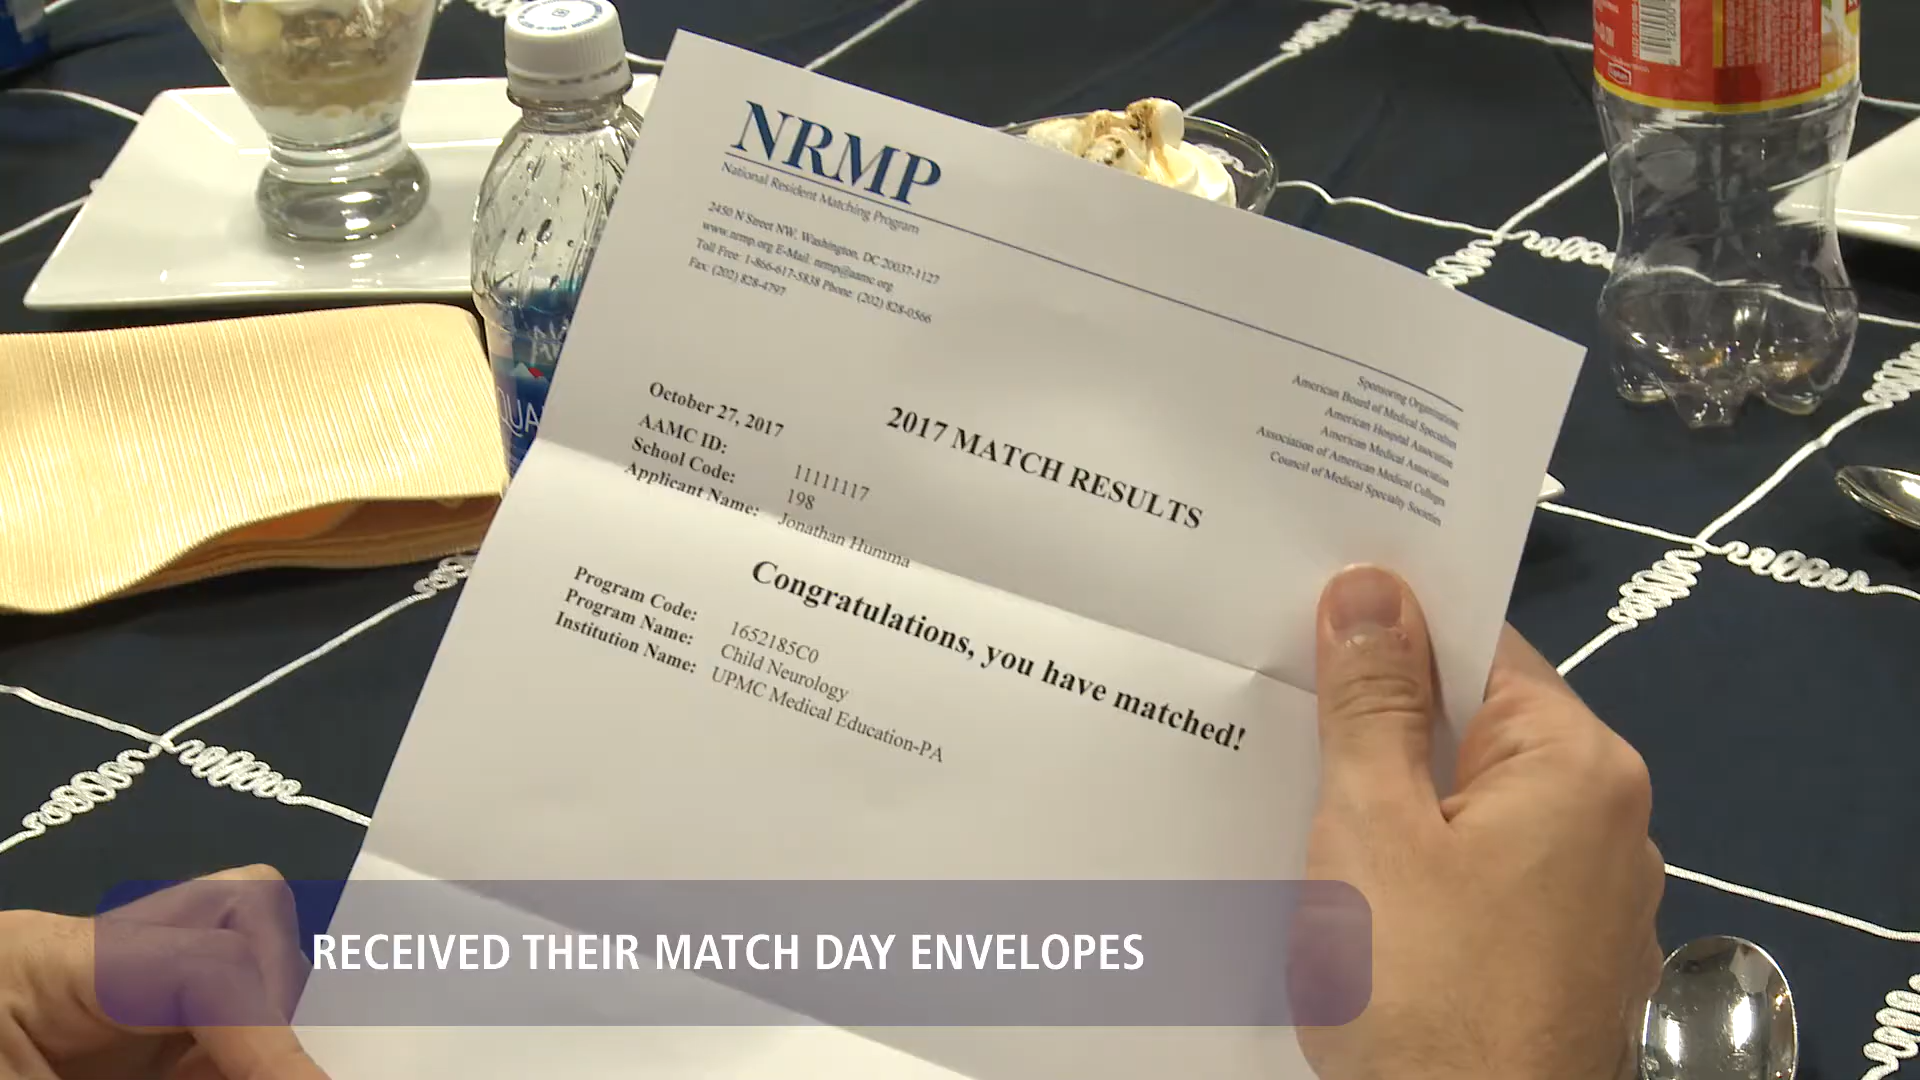 NRMP
National Resident Matching Program
2450 N Street NW, Washington, DC 20037-1127
www.nrmp.org E-Mail: nrmp@aamc.org
Toll Free: 1-866-617-5838 Phone: (202) 828-0566
Fax: (202) 828-4797
Sponsoring Organizations:
American Board of Medical Specialties
American Hospital Association
American Medical Association
Association of American Medical Colleges
Council of Medical Specialty Societies
October 27, 2017
2017 MATCH RESULTS
AAMC ID: 11111117
School Code: 198
Applicant Name: Jonathan Humma
Congratulations, you have matched!
Program Code: 1652185C0
Program Name: Child Neurology
Institution Name: UPMC Medical Education-PA
RECEIVED THEIR MATCH DAY ENVELOPES
Lipton